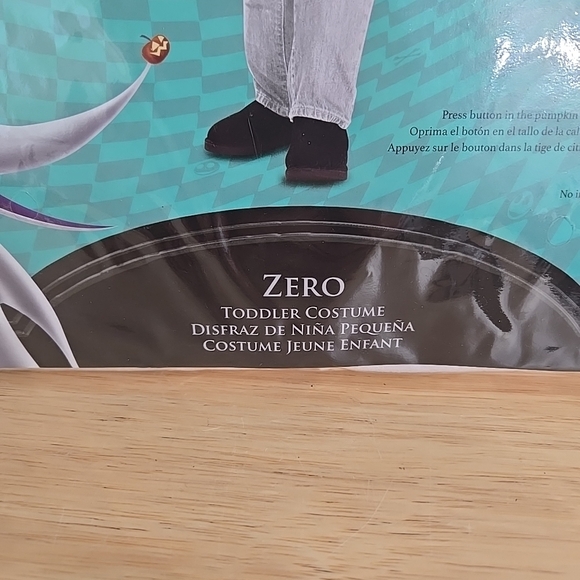 Press button in the pumpkin
Oprima el botón en el tallo de la
Appuyez sur le bouton dans la tige de
No
ZERO
TODDLER COSTUME
DISFRAZ DE NIÑA PEQUEÑA
COSTUME JEUNE ENFANT